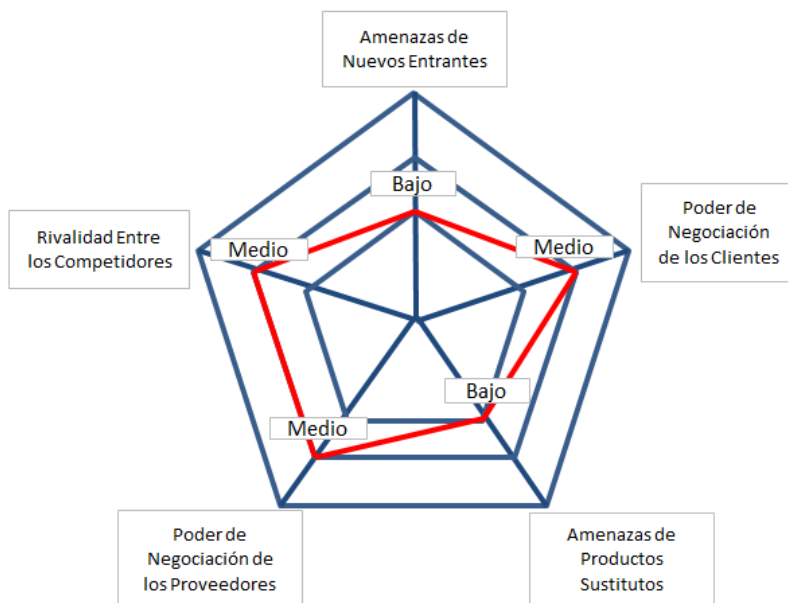 Amenazas de
Nuevos Entrantes
Bajo
Rivalidad Entre
los Competidores
Medio
Medio
Poder de
Negociación
de los Clientes
Bajo
Medio
Poder de
Negociación de
los Proveedores
Amenazas de
Productos
Sustitutos